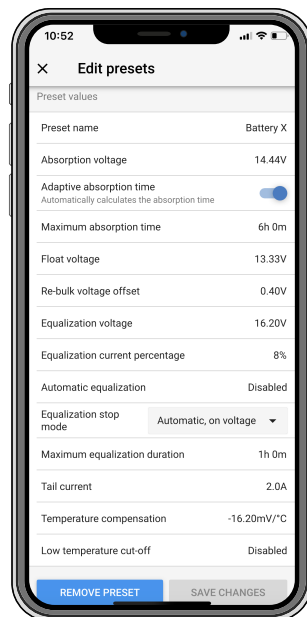 10:52
Edit presets
Preset values
Preset name Battery X
Absorption voltage 14.44V
Adaptive absorption time
Automatically calculates the absorption time
Maximum absorption time 6h 0m
Float voltage 13.33V
Re-bulk voltage offset 0.40V
Equalization voltage 16.20V
Equalization current percentage 8%
Automatic equalization Disabled
Equalization stop
mode Automatic, on voltage
Maximum equalization duration 1h 0m
Tail current 2.0A
Temperature compensation -16.20mV/°C
Low temperature cut-off Disabled
REMOVE PRESET SAVE CHANGES